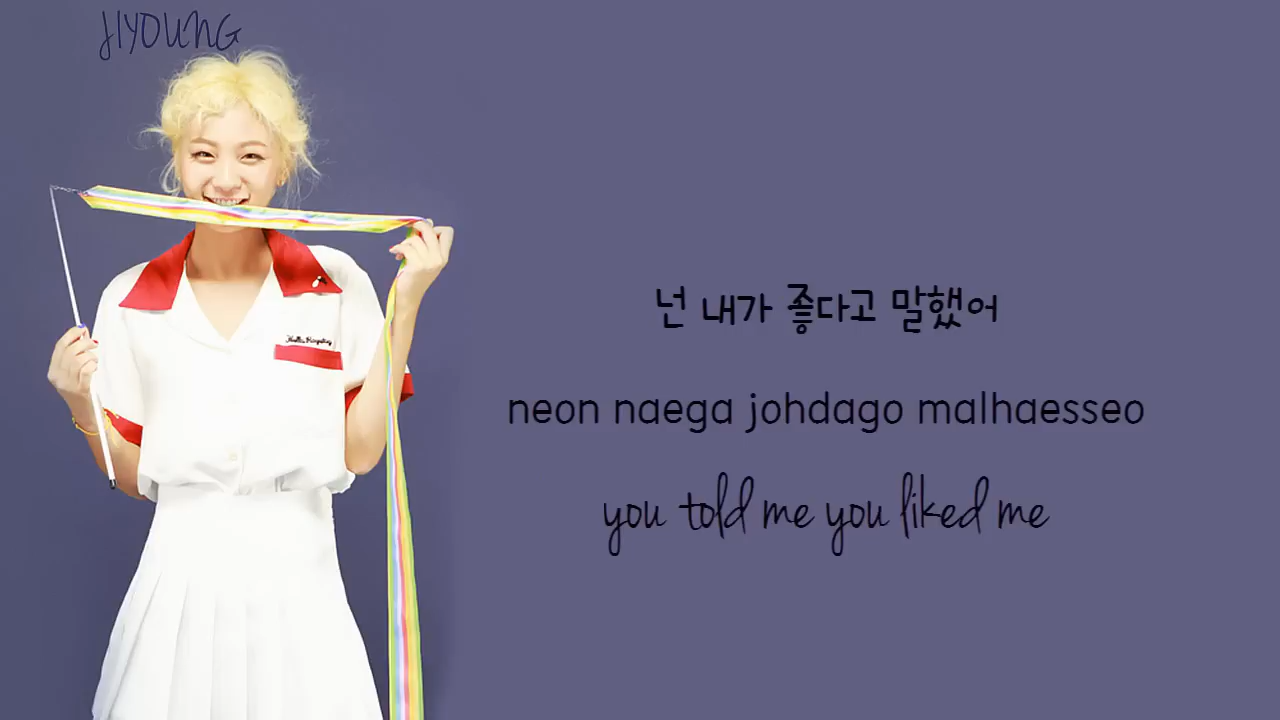 JIYOUNG
넌 내가 좋다고 말했어
neon naega johdago malhaesseo
you told me you liked me